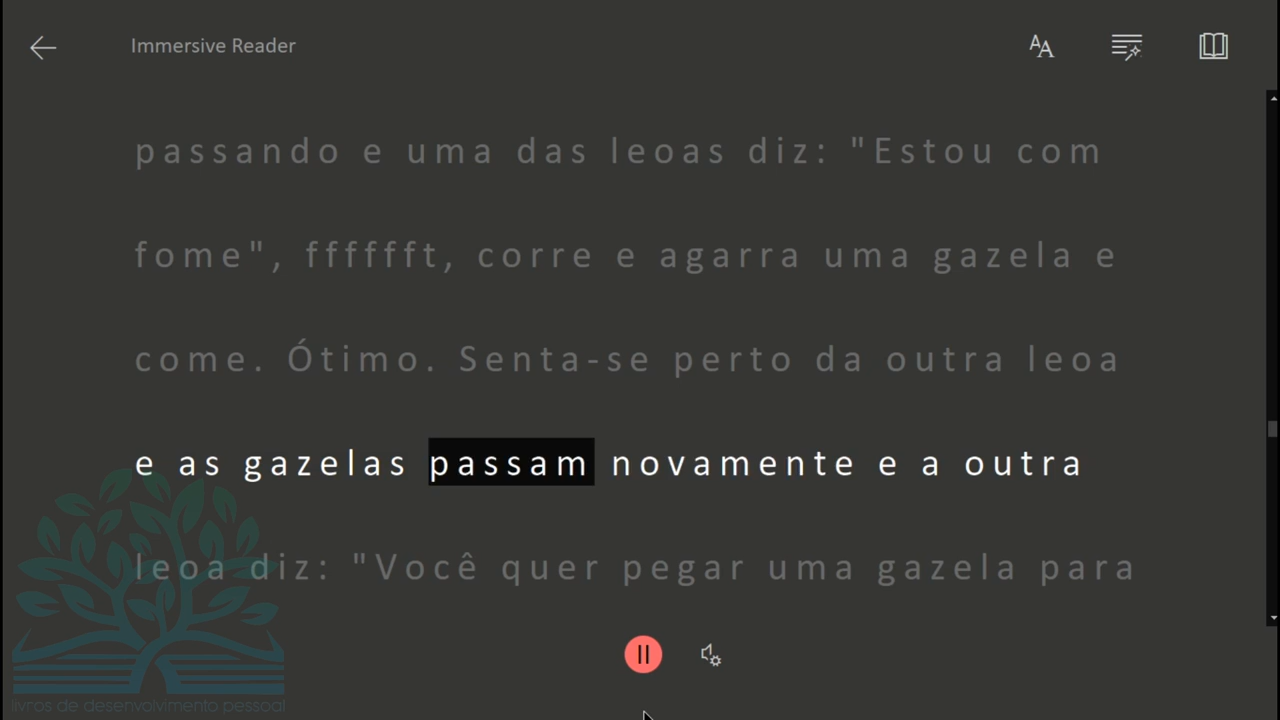 Immersive Reader
passando e uma das leoas diz: "Estou com
fome", fffffft, corre e agarra uma gazela e
come. Ótimo. Senta-se perto da outra leoa
e as gazelas passam novamente e a outra
leoa diz: "Você quer pegar uma gazela para
livros de desenvolvimento pessoal